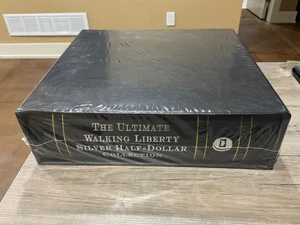 The Ultimate
Walking Liberty
Silver Half-Dollar
Collection